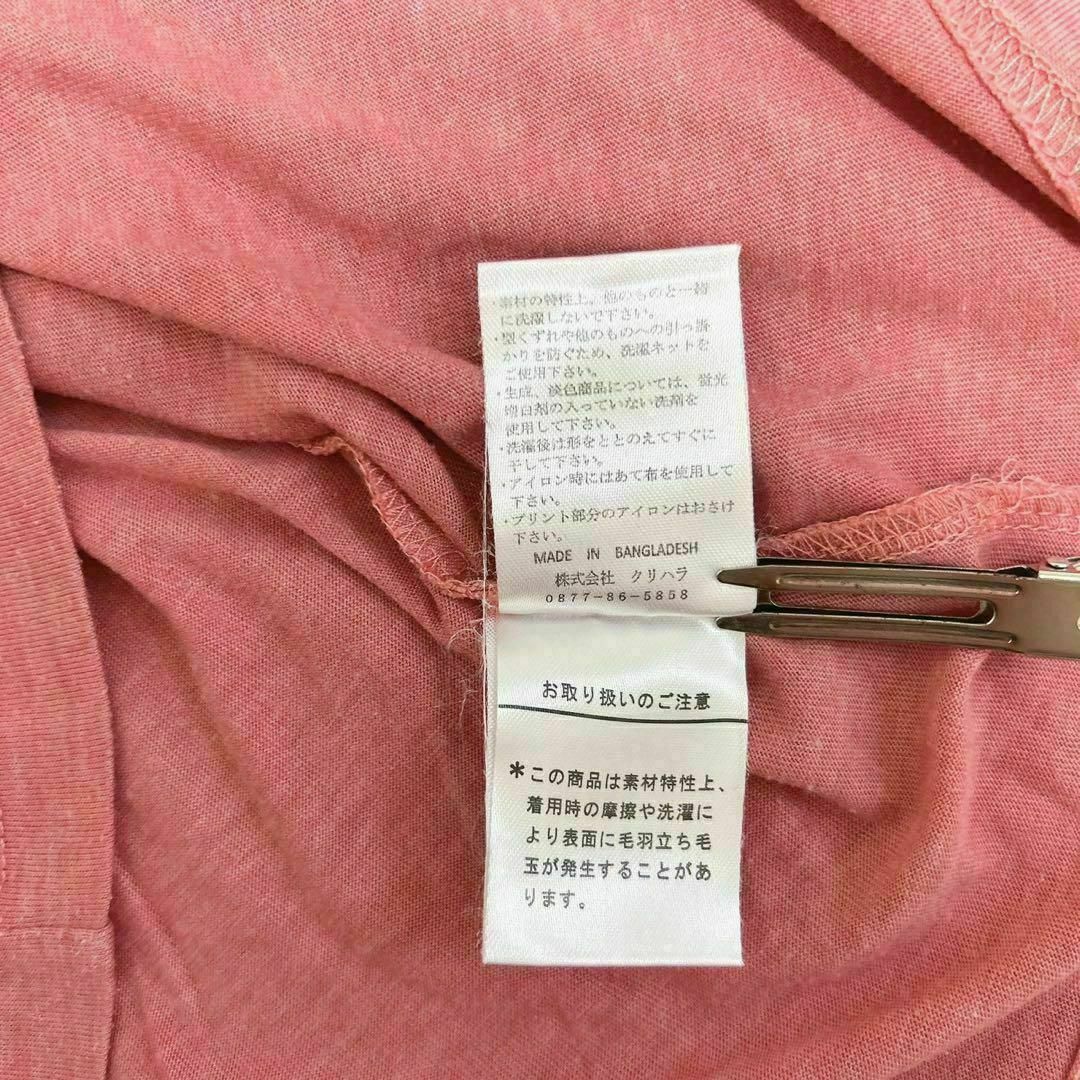 ・素材の特性上、他のものと一緒
に洗濯しないで下さい。
・型くずれや他のものへの引っ掛
かりを防ぐため、洗濯ネットを
ご使用下さい。
・生成、淡色商品については、蛍光
増白剤の入っていない洗剤を
使用して下さい。
・洗濯後は形をととのえてすぐに
干して下さい。
・アイロン時にはあて布を使用して
下さい。
・プリント部分のアイロンはおさけ
下さい。
MADE IN BANGLADESH
株式会社 クリハラ
0877-86-5858
お取り扱いのご注意
*この商品は素材特性上、
着用時の摩擦や洗濯に
より表面に毛羽立ち毛
玉が発生することがあ
ります。